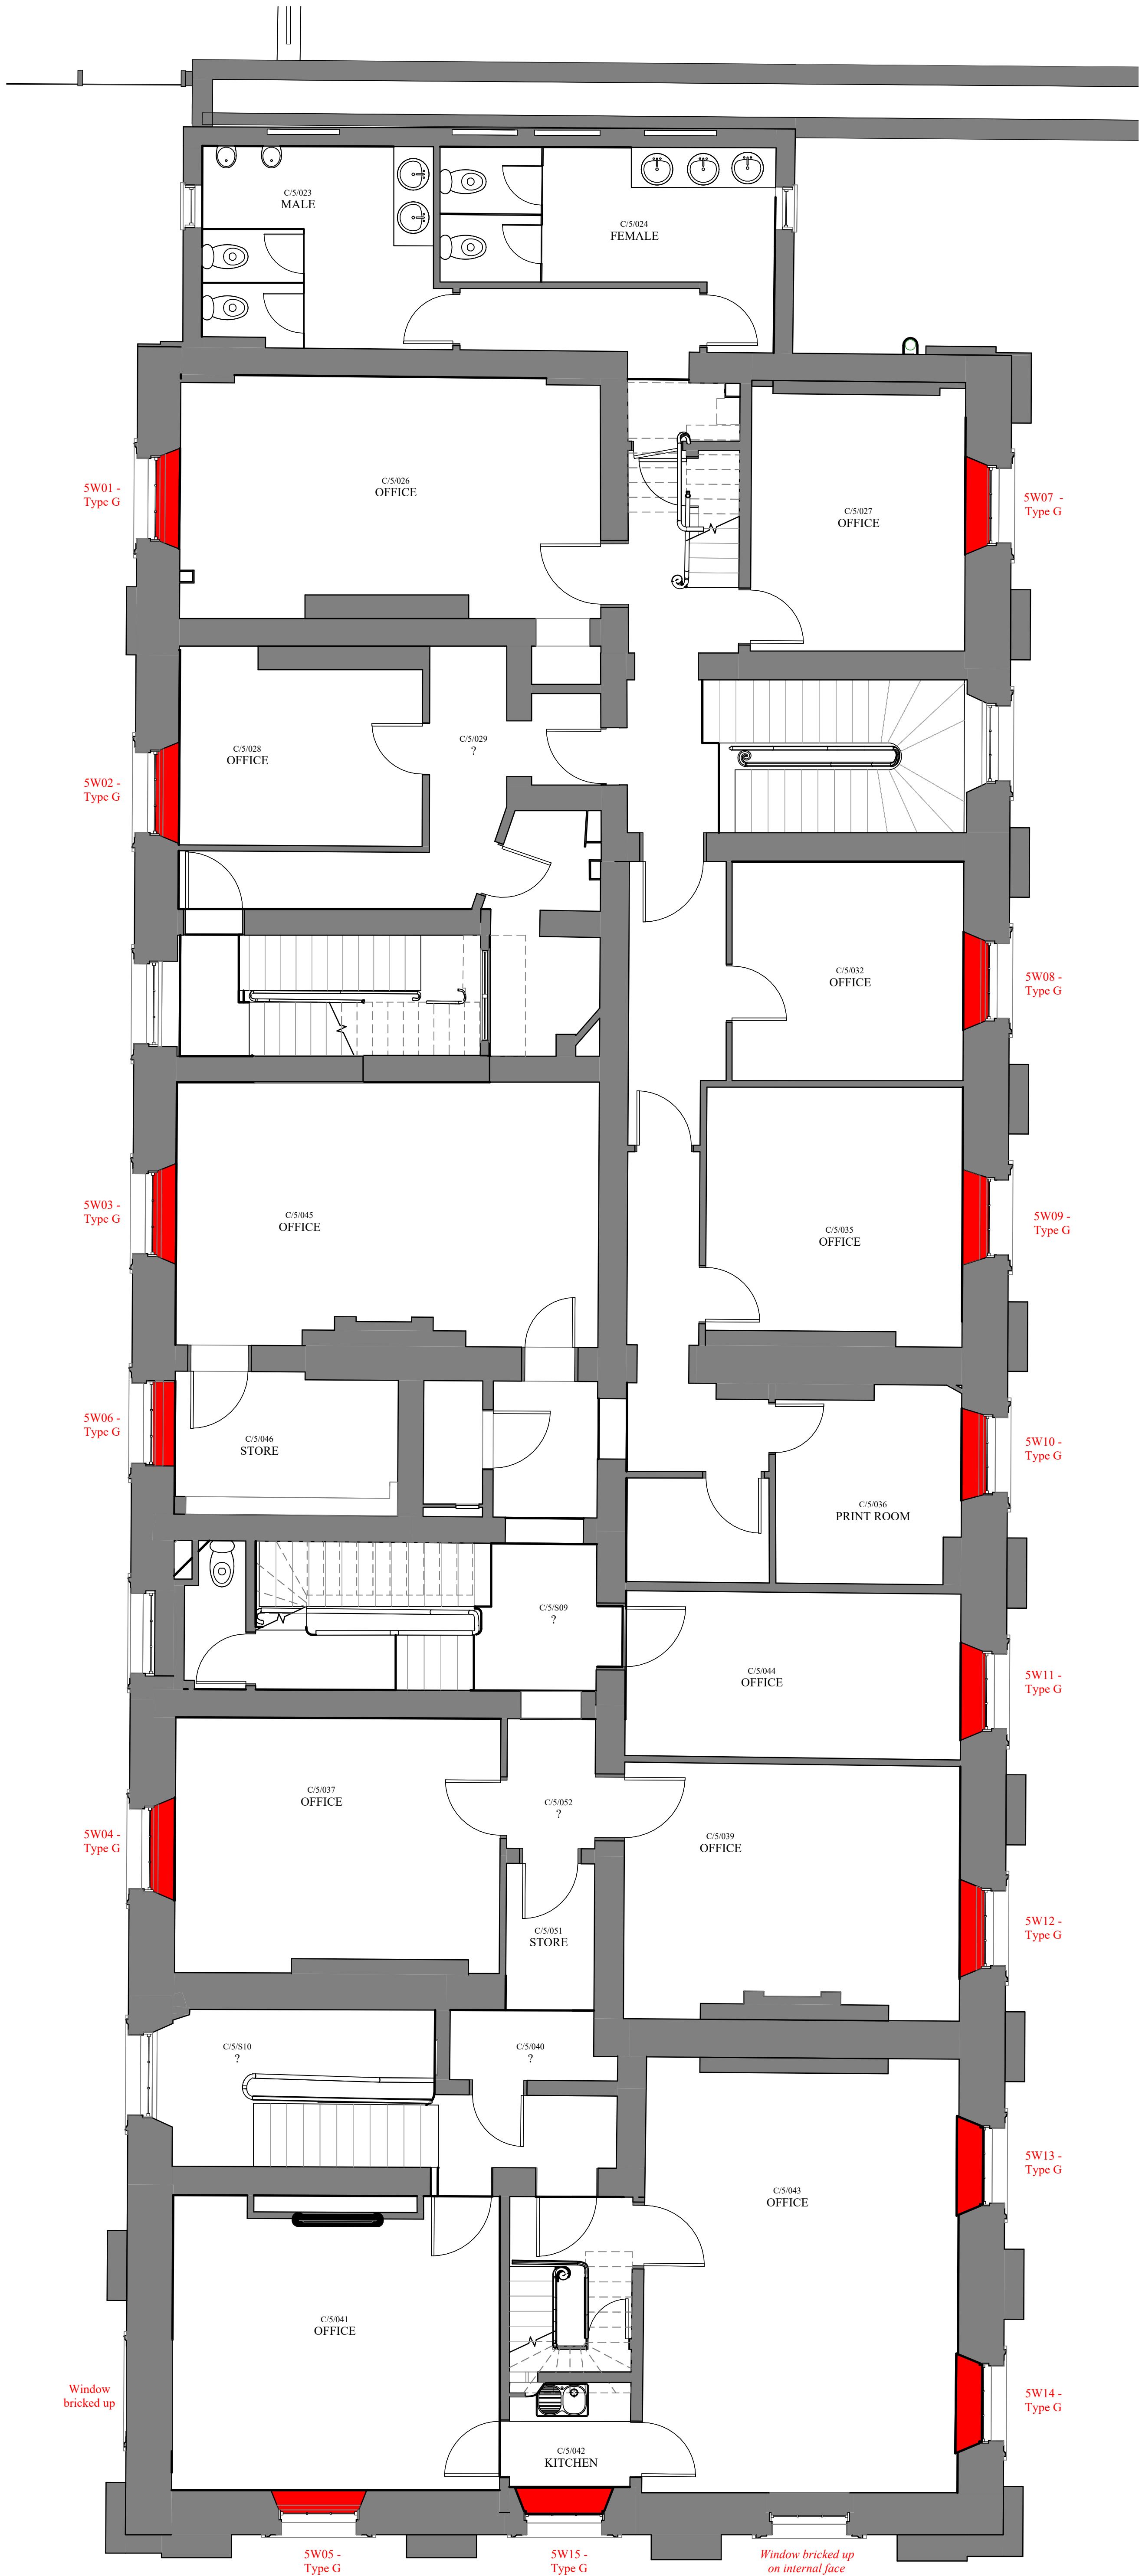 C/5/023
MALE
C/5/024
FEMALE
C/5/026
OFFICE
5W01 -
Type G
C/5/027
OFFICE
5W07 -
Type G
C/5/028
OFFICE
C/5/029
?
5W02 -
Type G
C/5/032
OFFICE
5W08 -
Type G
C/5/045
OFFICE
5W03 -
Type G
C/5/035
OFFICE
5W09 -
Type G
5W06 -
Type G
C/5/046
STORE
5W10 -
Type G
C/5/036
PRINT ROOM
C/5/S09
?
C/5/044
OFFICE
5W11 -
Type G
C/5/037
OFFICE
C/5/052
?
5W04 -
Type G
C/5/039
OFFICE
C/5/051
STORE
5W12 -
Type G
C/5/S10
?
C/5/040
?
C/5/043
OFFICE
5W13 -
Type G
C/5/041
OFFICE
Window
bricked up
5W14 -
Type G
C/5/042
KITCHEN
5W05 -
Type G
5W15 -
Type G
Window bricked up
on internal face